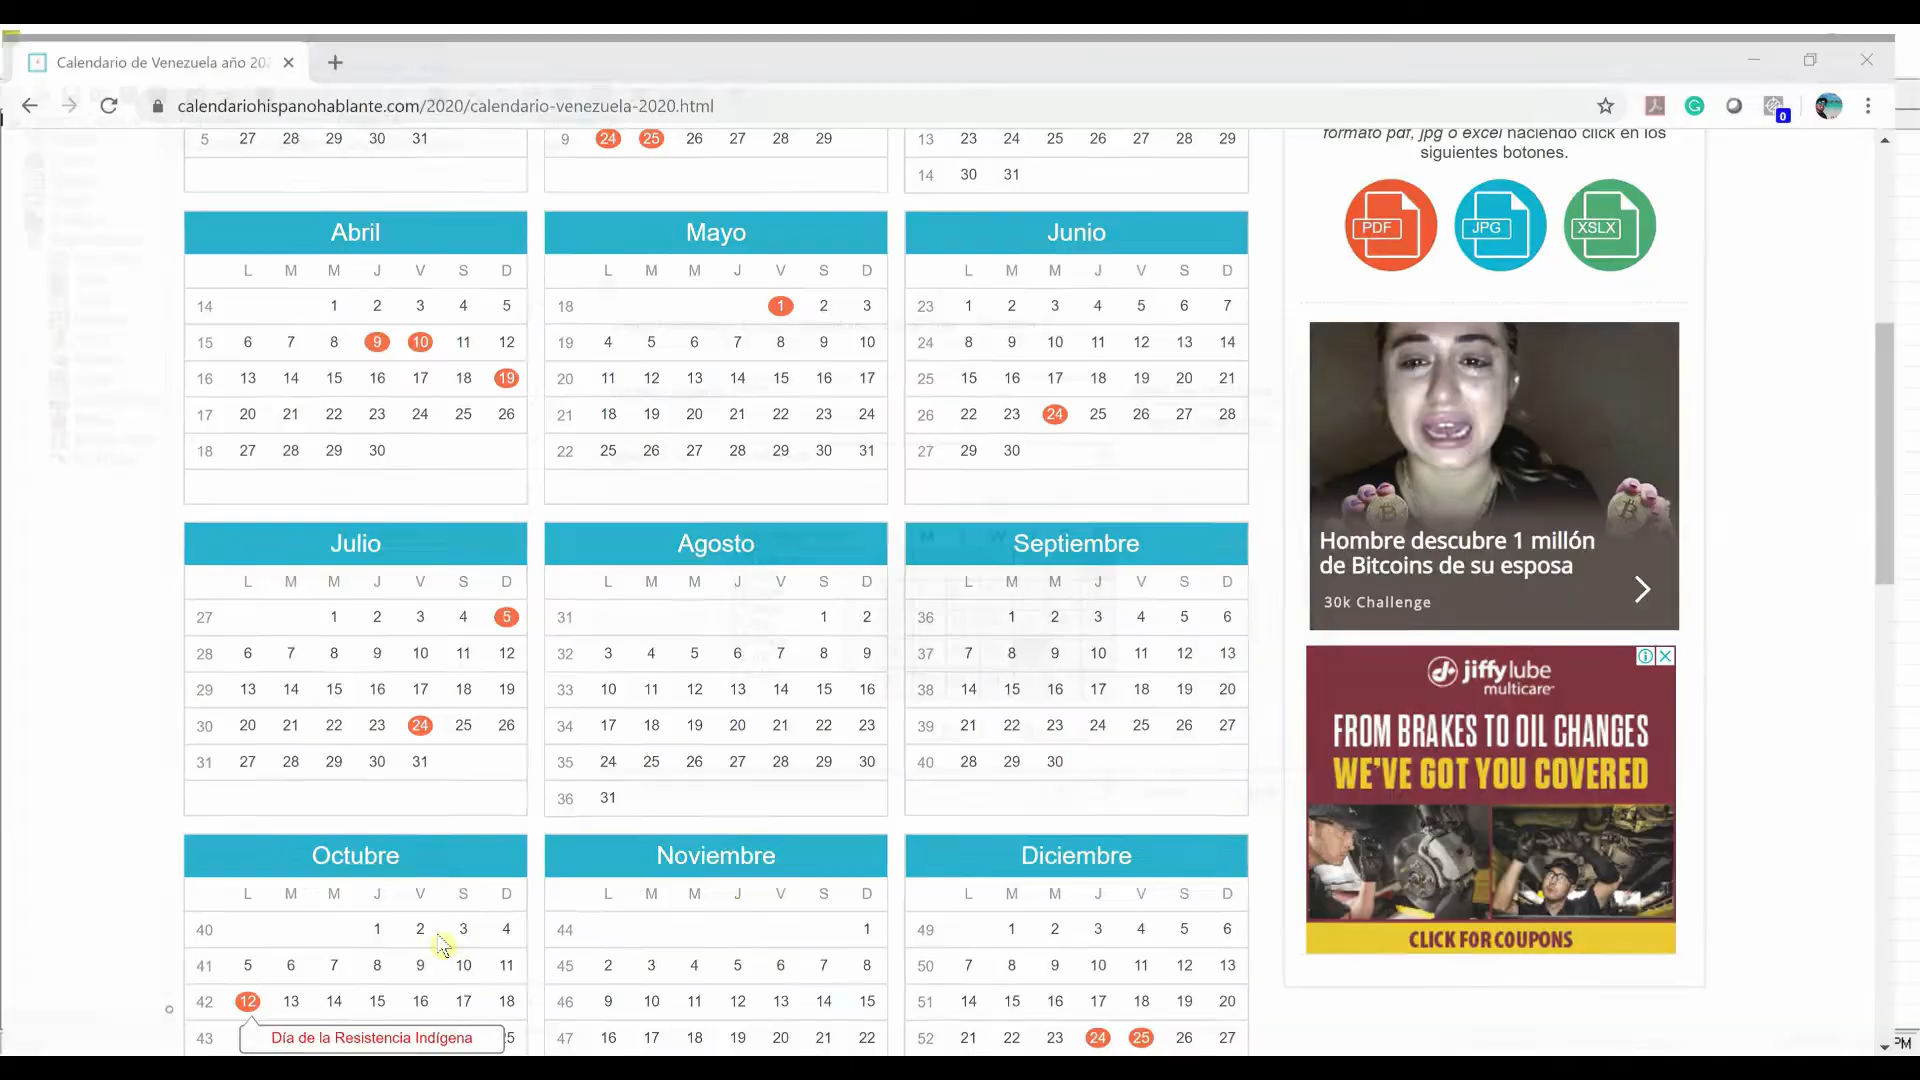 Calendario de Venezuela año 202
calendariohispanohablante.com/2020/calendario-venezuela-2020.html
0
5 27 28 29 30 31
9 24 25 26 27 28 29
13 23 24 25 26 27 28 29
14 30 31
Abril
L M M J V S D
14 1 2 3 4 5
15 6 7 8 9 10 11 12
16 13 14 15 16 17 18 19
17 20 21 22 23 24 25 26
18 27 28 29 30
Mayo
L M M J V S D
18 1 2 3
19 4 5 6 7 8 9 10
20 11 12 13 14 15 16 17
21 18 19 20 21 22 23 24
22 25 26 27 28 29 30 31
Junio
L M M J V S D
23 1 2 3 4 5 6 7
24 8 9 10 11 12 13 14
25 15 16 17 18 19 20 21
26 22 23 24 25 26 27 28
27 29 30
Julio
L M M J V S D
27 1 2 3 4 5
28 6 7 8 9 10 11 12
29 13 14 15 16 17 18 19
30 20 21 22 23 24 25 26
31 27 28 29 30 31
Agosto
L M M J V S D
31 1 2
32 3 4 5 6 7 8 9
33 10 11 12 13 14 15 16
34 17 18 19 20 21 22 23
35 24 25 26 27 28 29 30
36 31
Septiembre
L M M J V S D
36 1 2 3 4 5 6
37 7 8 9 10 11 12 13
38 14 15 16 17 18 19 20
39 21 22 23 24 25 26 27
40 28 29 30
Octubre
L M M J V S D
40 1 2 3 4
41 5 6 7 8 9 10 11
42 12 13 14 15 16 17 18
43 25
Día de la Resistencia Indígena
Noviembre
L M M J V S D
44 1
45 2 3 4 5 6 7 8
46 9 10 11 12 13 14 15
47 16 17 18 19 20 21 22
Diciembre
L M M J V S D
49 1 2 3 4 5 6
50 7 8 9 10 11 12 13
51 14 15 16 17 18 19 20
52 21 22 23 24 25 26 27
formato pdf, jpg o excel haciendo click en los
siguientes botones.
PDF JPG XSLX
Hombre descubre 1 millón
de Bitcoins de su esposa
30k Challenge
jiffylube
multicare
FROM BRAKES TO OIL CHANGES
WE'VE GOT YOU COVERED
CLICK FOR COUPONS
PM